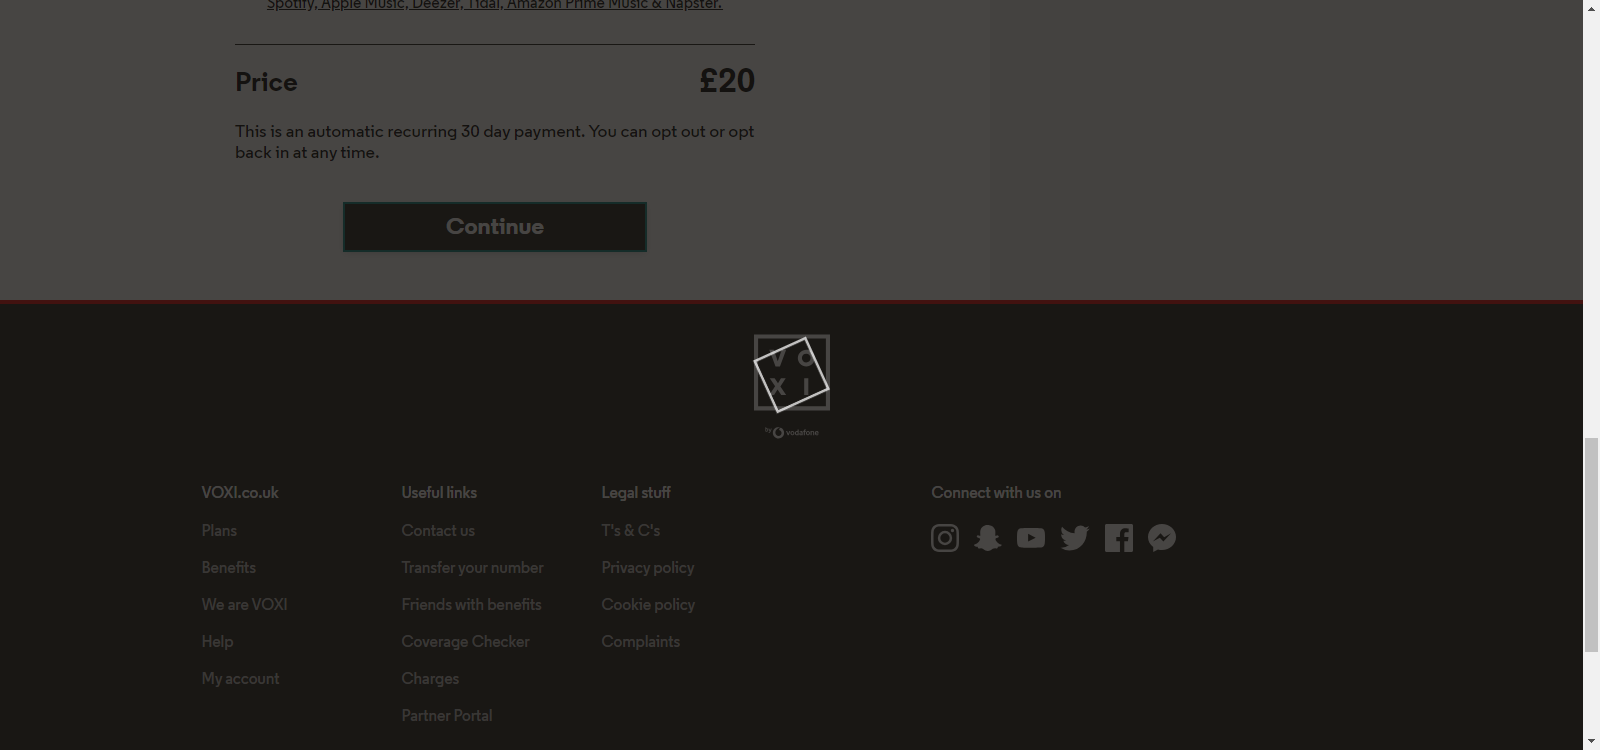 Spotify, Apple Music, Deezer, Tidal, Amazon Prime Music & Napster.
Price
£20
This is an automatic recurring 30 day payment. You can opt out or opt
back in at any time.
Continue
V O
X I
by vodafone
VOXI.co.uk
Plans
Benefits
We are VOXI
Help
My account
Useful links
Contact us
Transfer your number
Friends with benefits
Coverage Checker
Charges
Partner Portal
Legal stuff
T's & C's
Privacy policy
Cookie policy
Complaints
Connect with us on